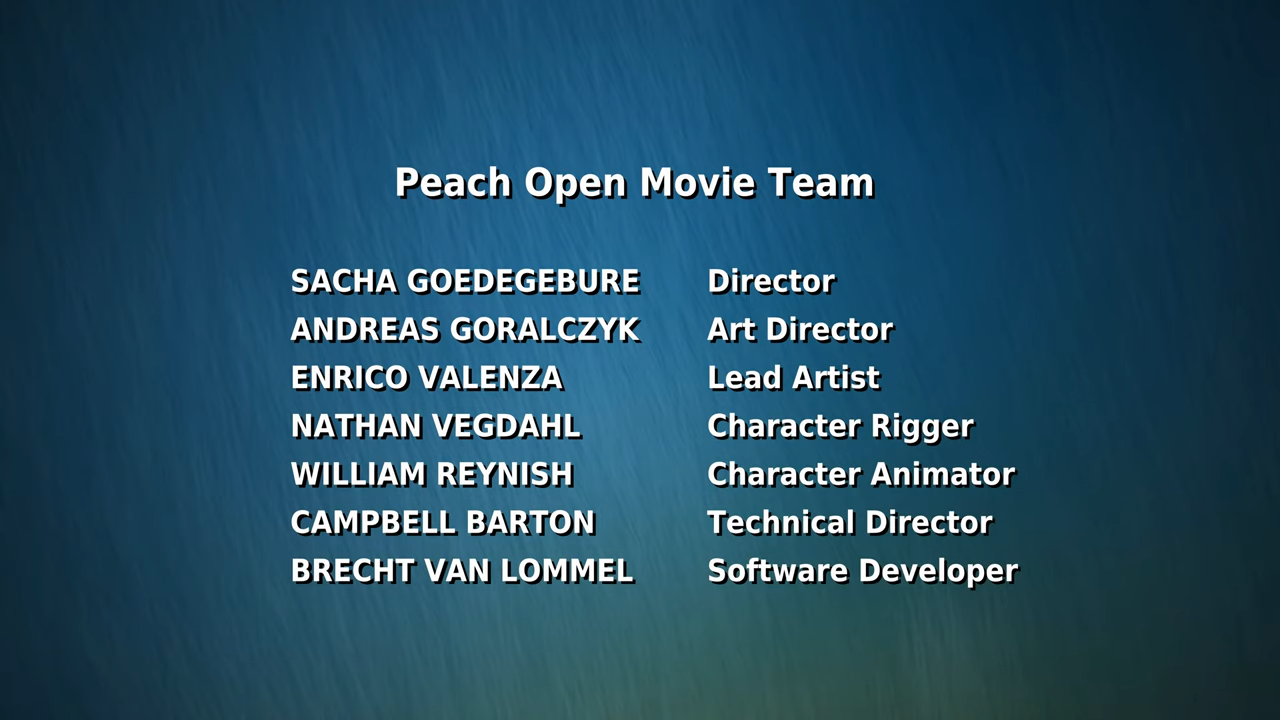 Peach Open Movie Team
SACHA GOEDEGEBURE Director
ANDREAS GORALCZYK Art Director
ENRICO VALENZA Lead Artist
NATHAN VEGDAHL Character Rigger
WILLIAM REYNISH Character Animator
CAMPBELL BARTON Technical Director
BRECHT VAN LOMMEL Software Developer